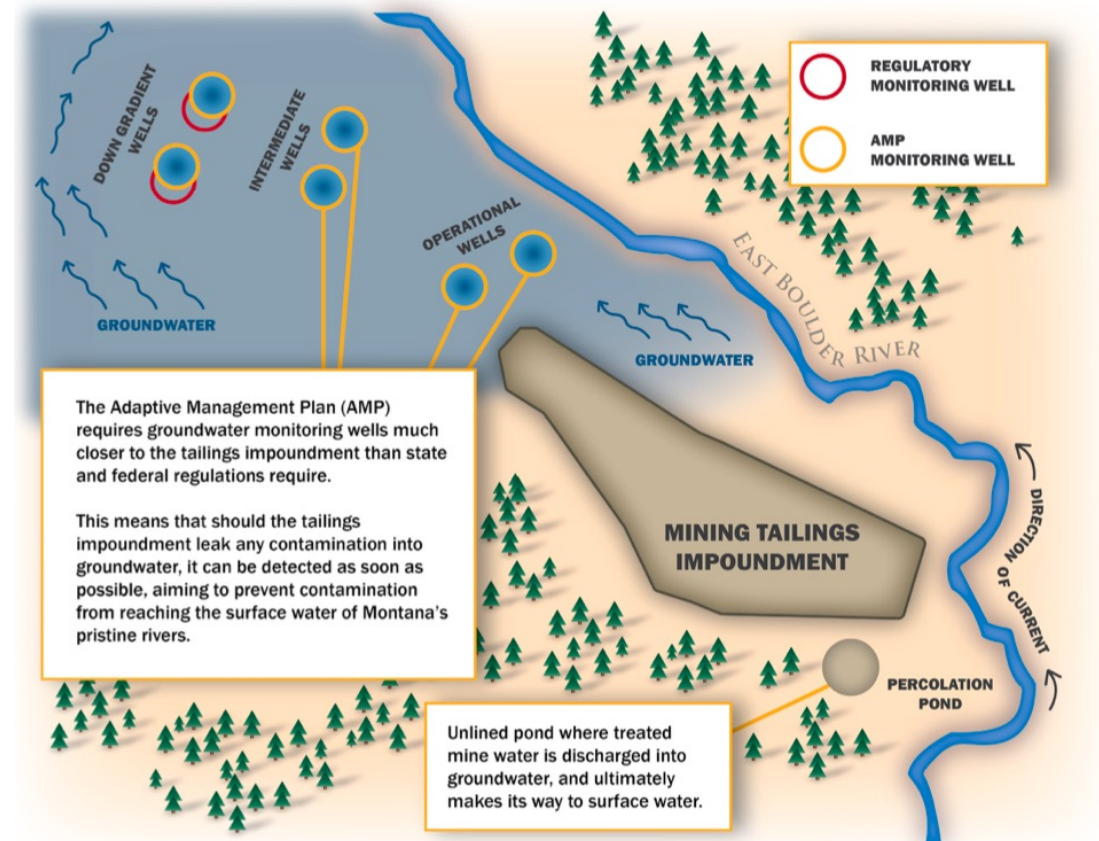 REGULATORY
MONITORING WELL
AMP
MONITORING WELL
DOWN GRADIENT
WELLS
INTERMEDIATE
WELLS
OPERATIONAL
WELLS
GROUNDWATER
GROUNDWATER
EAST BOULDER RIVER
The Adaptive Management Plan (AMP)
requires groundwater monitoring wells much
closer to the tailings impoundment than state
and federal regulations require.
This means that should the tailings
impoundment leak any contamination into
groundwater, it can be detected as soon as
possible, aiming to prevent contamination
from reaching the surface water of Montana’s
pristine rivers.
MINING TAILINGS
IMPOUNDMENT
DIRECTION
OF CURRENT
PERCOLATION
POND
Unlined pond where treated
mine water is discharged into
groundwater, and ultimately
makes its way to surface water.